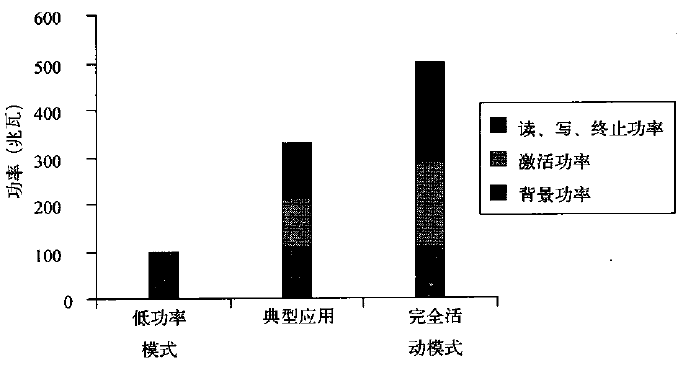 600
500
400
300
200
100
0
功率 (兆瓦)
读、写、终止功率
激活功率
背景功率
低功率
模式
典型应用
完全活
动模式